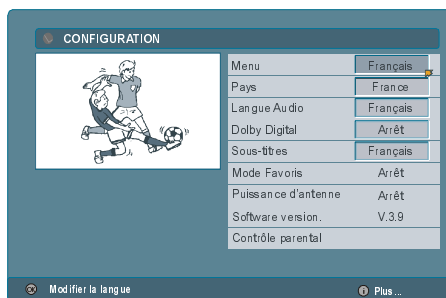 CONFIGURATION
Menu Français
Pays France
Langue Audio Français
Dolby Digital Arrêt
Sous-titres Français
Mode Favoris Arrêt
Puissance d'antenne Arrêt
Software version. V.3.9
Contrôle parental
OK Modifier la langue i Plus...